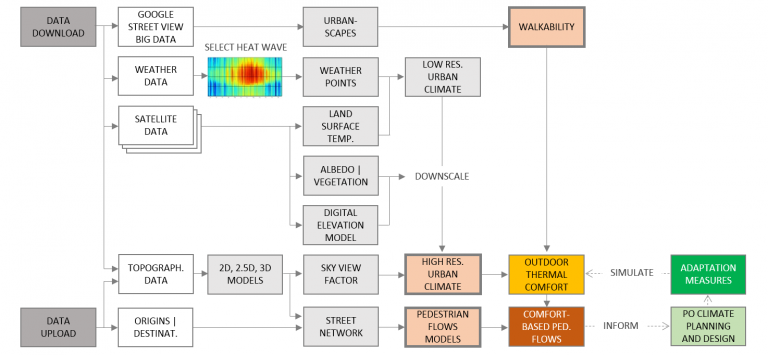 DATA
DOWNLOAD
GOOGLE
STREET VIEW
BIG DATA
URBAN-
SCAPES
WALKABILITY
SELECT HEAT WAVE
WEATHER
DATA
WEATHER
POINTS
LOW RES.
URBAN
CLIMATE
SATELLITE
DATA
LAND
SURFACE
TEMP.
ALBEDO |
VEGETATION
DOWNSCALE
DIGITAL
ELEVATION
MODEL
TOPOGRAPH.
DATA
2D, 2.5D, 3D
MODELS
SKY VIEW
FACTOR
HIGH RES.
URBAN
CLIMATE
OUTDOOR
THERMAL
COMFORT
SIMULATE
ADAPTATION
MEASURES
DATA
UPLOAD
ORIGINS |
DESTINAT.
STREET
NETWORK
PEDESTRIAN
FLOWS
MODELS
COMFORT-
BASED PED.
FLOWS
INFORM
PO CLIMATE
PLANNING
AND DESIGN